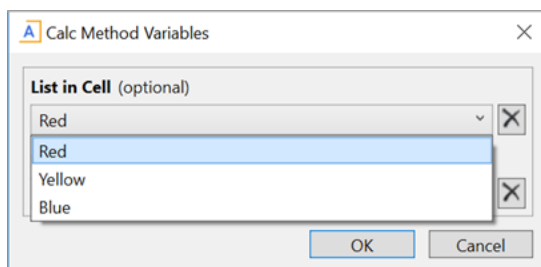 A Calc Method Variables
List in Cell (optional)
Red
Red
Yellow
Blue
OK Cancel